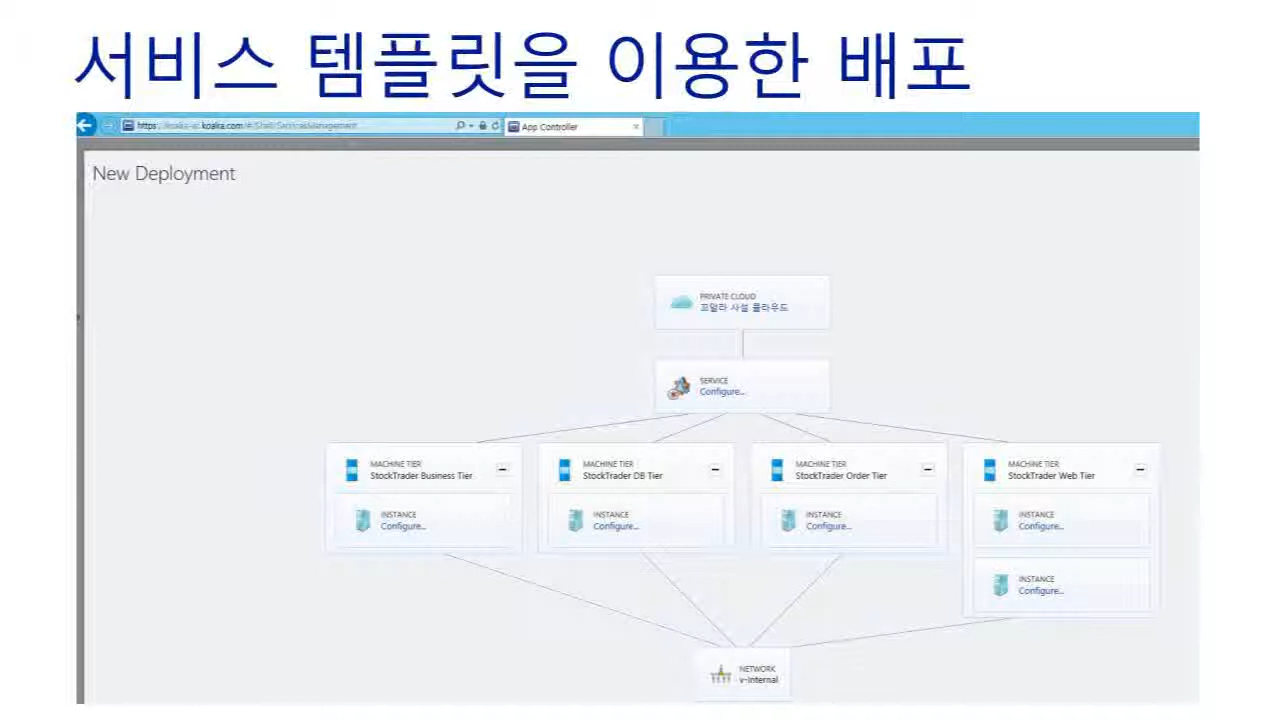 서비스 템플릿을 이용한 배포
App Controller
New Deployment
PRIVATE CLOUD
꼬알라 사설 클라우드
SERVICE
Configure...
MACHINE TIER
StockTrader Business Tier
INSTANCE
Configure...
MACHINE TIER
StockTrader DB Tier
INSTANCE
Configure...
MACHINE TIER
StockTrader Order Tier
INSTANCE
Configure...
MACHINE TIER
StockTrader Web Tier
INSTANCE
Configure...
INSTANCE
Configure...
NETWORK
v-Internal